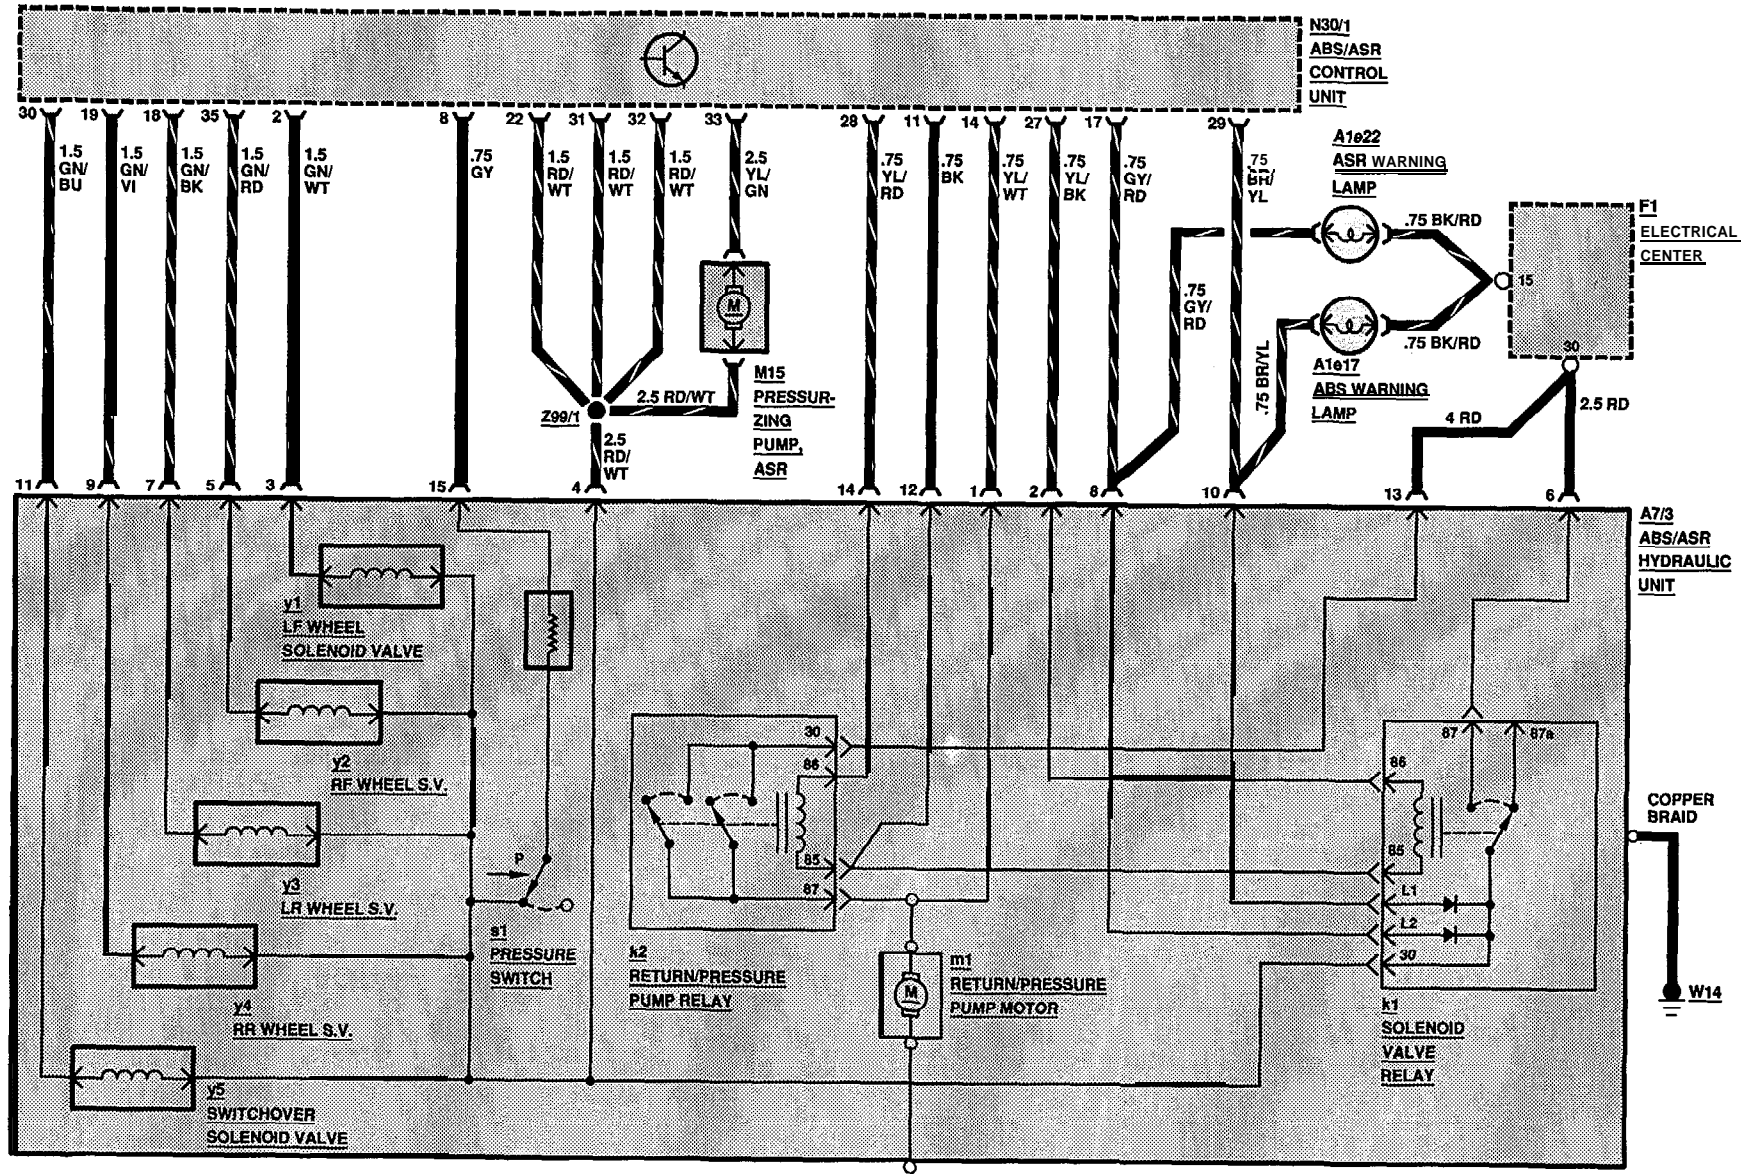 N30/1
ABS/ASR
CONTROL
UNIT
30
19
18
35
2
8
22
31
32
33
28
11
14
27
17
29
1.5
GN/
BU
1.5
GN/
VI
1.5
GN/
BK
1.5
GN/
RD
1.5
GN/
WT
.75
GY
1.5
RD/
WT
1.5
RD/
WT
1.5
RD/
WT
2.5
YL/
GN
.75
YL/
RD
.75
BK
.75
YL/
WT
.75
YL/
BK
.75
GY/
RD
.75
BR/
YL
A1e22
ASR WARNING
LAMP
.75 BK/RD
F1
ELECTRICAL
CENTER
15
30
.75
GY/
RD
.75 BR/YL
.75 BK/RD
A1e17
ABS WARNING
LAMP
4 RD
2.5 RD
M
M15
PRESSUR-
ZING
PUMP,
ASR
2.5 RD/WT
Z99/1
2.5
RD/
WT
11
9
7
5
3
15
4
14
12
1
2
8
10
13
6
A7/3
ABS/ASR
HYDRAULIC
UNIT
y1
LF WHEEL
SOLENOID VALVE
y2
RF WHEEL S.V.
y3
LR WHEEL S.V.
y4
RR WHEEL S.V.
y5
SWITCHOVER
SOLENOID VALVE
P
s1
PRESSURE
SWITCH
30
86
85
87
k2
RETURN/PRESSURE
PUMP RELAY
M
m1
RETURN/PRESSURE
PUMP MOTOR
87
87a
86
85
L1
L2
30
k1
SOLENOID
VALVE
RELAY
COPPER
BRAID
W14